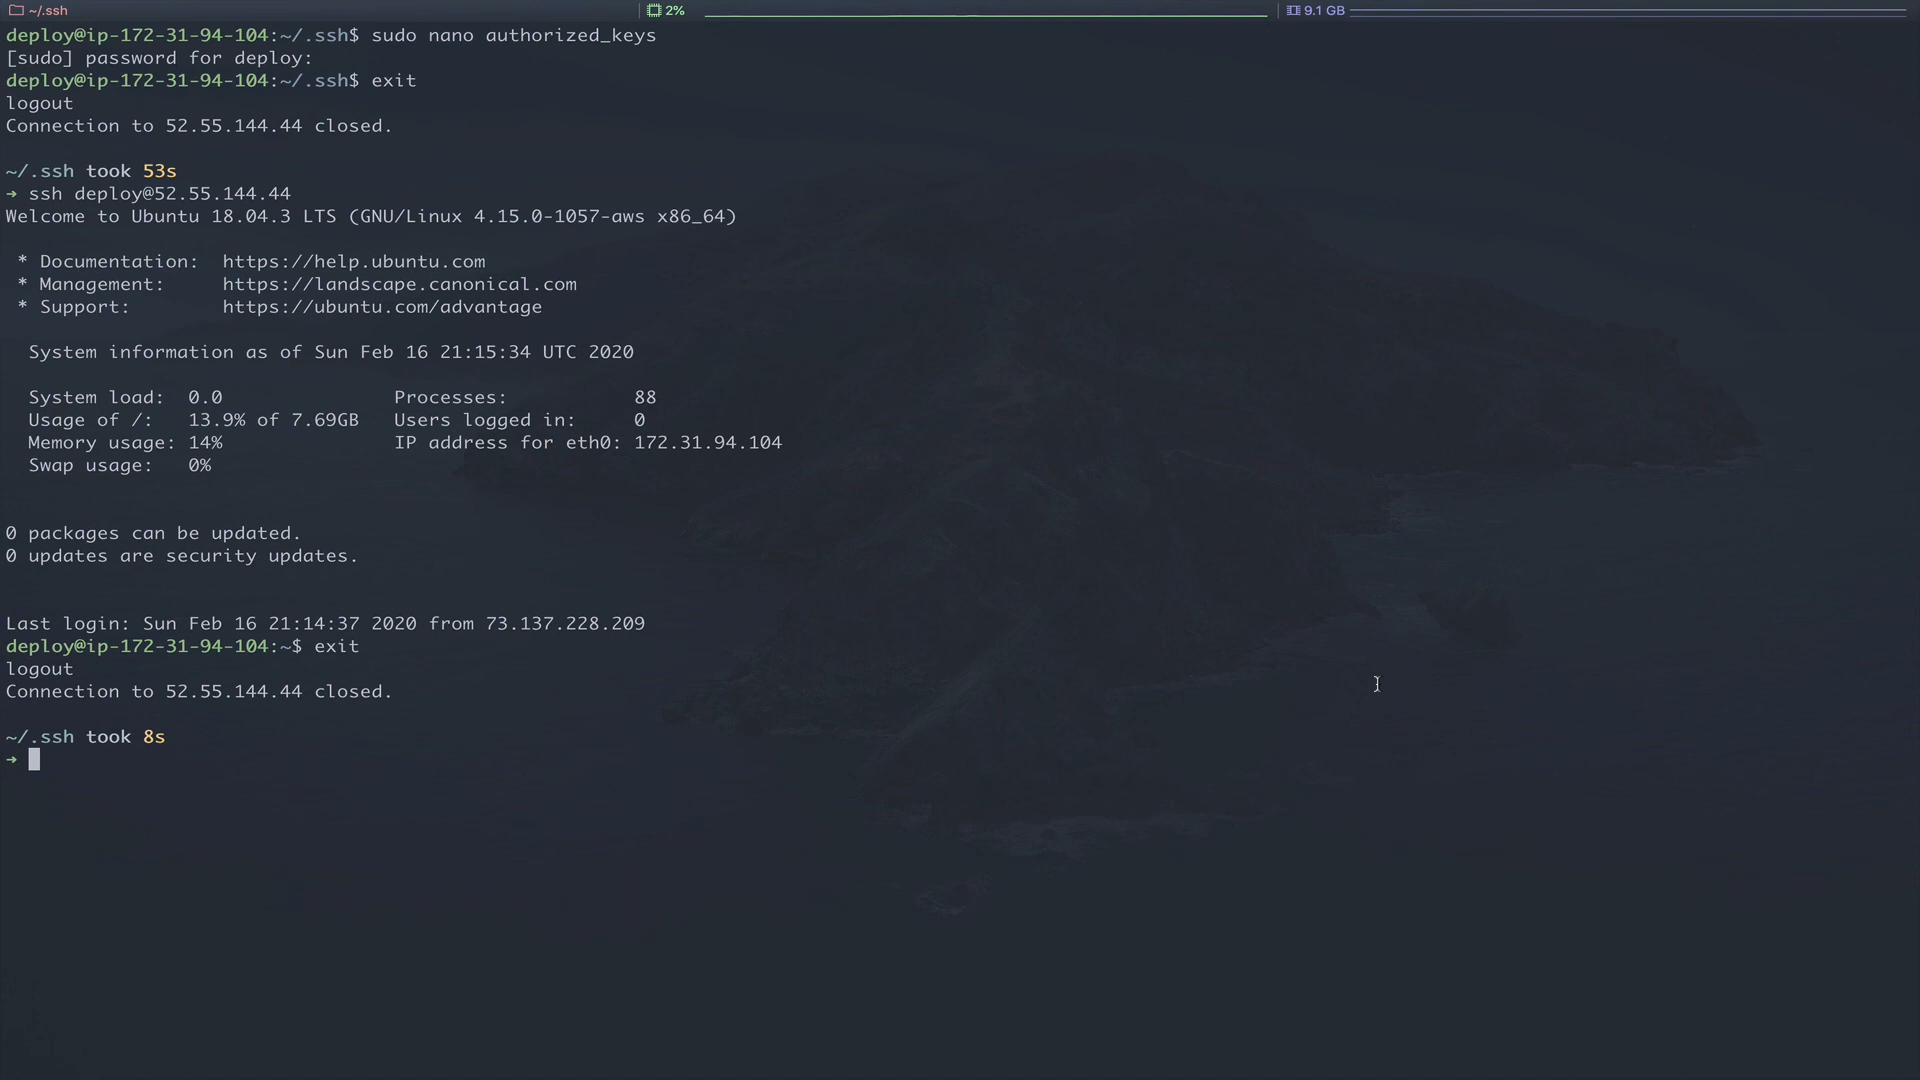 ~/.ssh 2% 9.1 GB
deploy@ip-172-31-94-104:~/.ssh$ sudo nano authorized_keys
[sudo] password for deploy:
deploy@ip-172-31-94-104:~/.ssh$ exit
logout
Connection to 52.55.144.44 closed.
~/.ssh took 53s
➜ ssh deploy@52.55.144.44
Welcome to Ubuntu 18.04.3 LTS (GNU/Linux 4.15.0-1057-aws x86_64)
* Documentation:  https://help.ubuntu.com
* Management:     https://landscape.canonical.com
* Support:        https://ubuntu.com/advantage
System information as of Sun Feb 16 21:15:34 UTC 2020
System load:  0.0               Processes:           88
Usage of /:   13.9% of 7.69GB   Users logged in:     0
Memory usage: 14%               IP address for eth0: 172.31.94.104
Swap usage:   0%
0 packages can be updated.
0 updates are security updates.
Last login: Sun Feb 16 21:14:37 2020 from 73.137.228.209
deploy@ip-172-31-94-104:~$ exit
logout
Connection to 52.55.144.44 closed.
~/.ssh took 8s
➜